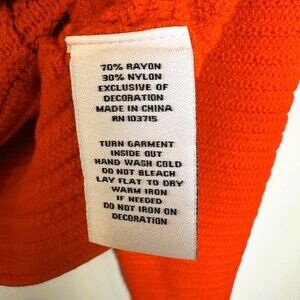 70% RAYON
30% NYLON
EXCLUSIVE OF
DECORATION
MADE IN CHINA
RN 103715
TURN GARMENT
INSIDE OUT
HAND WASH COLD
DO NOT BLEACH
LAY FLAT TO DRY
WARM IRON
IF NEEDED
DO NOT IRON ON
DECORATION